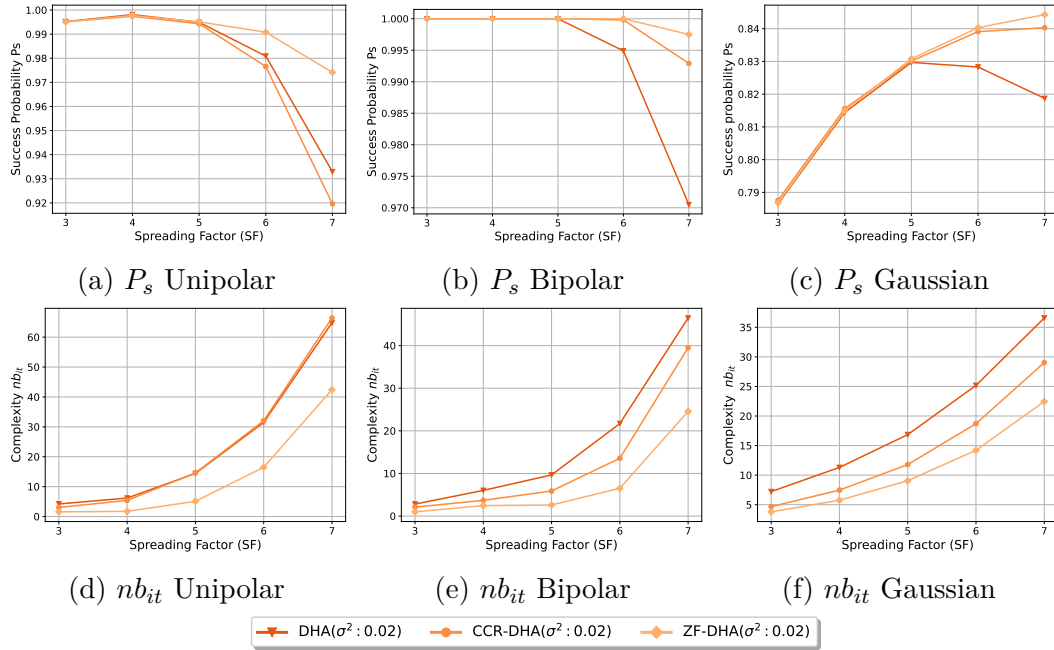 Success Probability Ps
1.00
0.99
0.98
0.97
0.96
0.95
0.94
0.93
0.92
3 4 5 6 7
Spreading Factor (SF)
(a) P_s Unipolar
Success Probability Ps
1.000
0.995
0.990
0.985
0.980
0.975
0.970
3 4 5 6 7
Spreading Factor (SF)
(b) P_s Bipolar
Success probability Ps
0.84
0.83
0.82
0.81
0.80
0.79
3 4 5 6 7
Spreading Factor (SF)
(c) P_s Gaussian
Complexity nb_it
60
50
40
30
20
10
0
3 4 5 6 7
Spreading Factor (SF)
(d) nb_it Unipolar
Complexity nb_it
40
30
20
10
0
3 4 5 6 7
Spreading Factor (SF)
(e) nb_it Bipolar
Complexity nb_it
35
30
25
20
15
10
5
3 4 5 6 7
Spreading Factor (SF)
(f) nb_it Gaussian
DHA(σ² : 0.02) CCR-DHA(σ² : 0.02) ZF-DHA(σ² : 0.02)